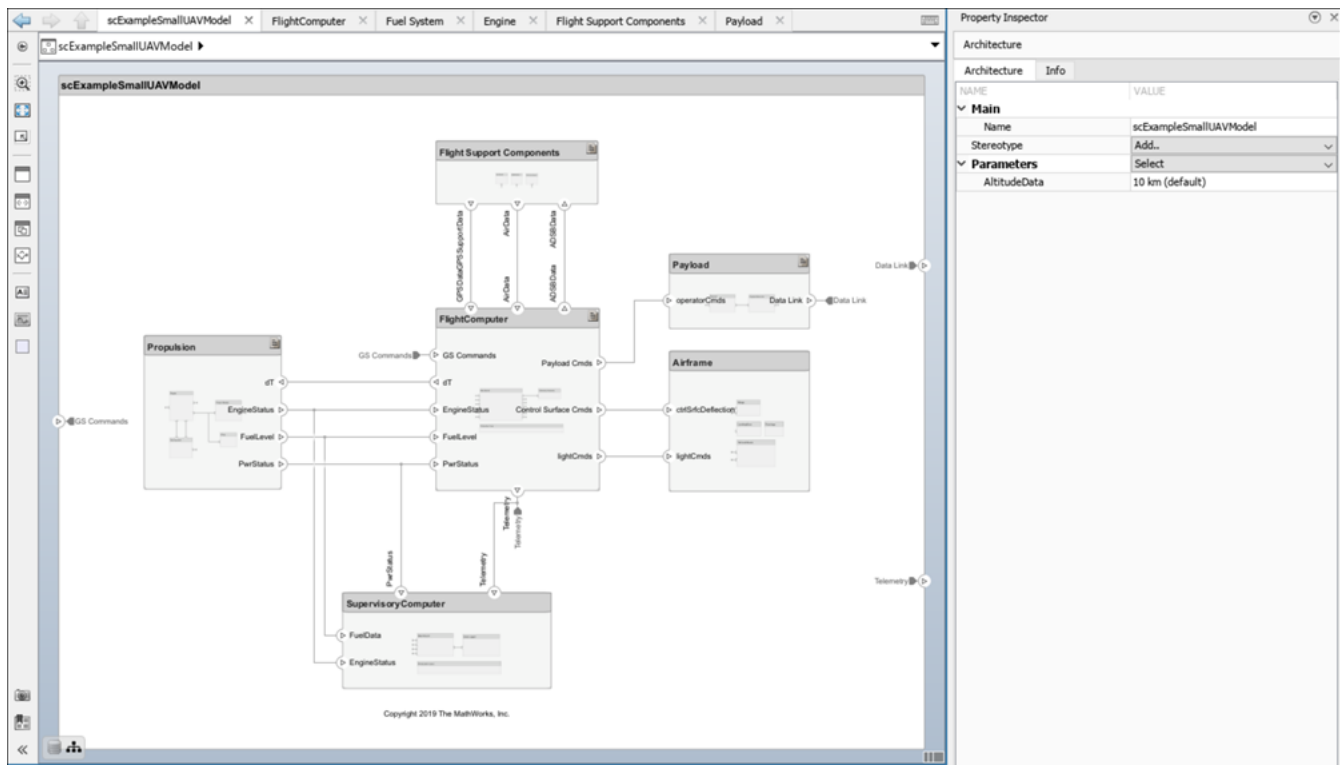 scExampleSmallUAVModel
FlightComputer
Fuel System
Engine
Flight Support Components
Payload
scExampleSmallUAVModel
scExampleSmallUAVModel
Flight Support Components
GPSDataGPSSupportData
AirData
AirData
ADSBData
ADSBData
Payload
operatorCmds
Data Link
Data Link
Data Link
FlightComputer
GS Commands
GS Commands
Payload Cmds
dT
EngineStatus
Control Surface Cmds
FuelLevel
lightCmds
PwrStatus
Telemetry
Telemetry
Propulsion
dT
EngineStatus
FuelLevel
PwrStatus
GS Commands
Airframe
ctrlSrfcDeflection
lightCmds
PwrStatus
Telemetry
Telemetry
SupervisoryComputer
FuelData
EngineStatus
Copyright 2019 The MathWorks, Inc.
Property Inspector
Architecture
Architecture Info
NAME VALUE
Main
Name scExampleSmallUAVModel
Stereotype Add..
Parameters Select
AltitudeData 10 km (default)